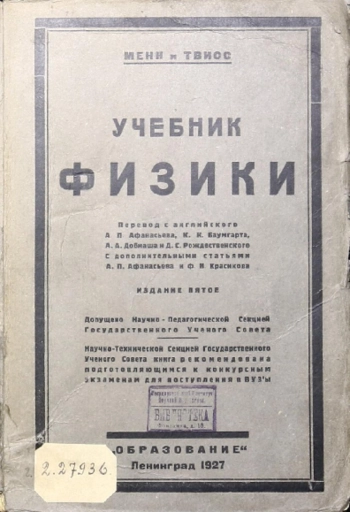 МЕНН и ТВИСС
УЧЕБНИК
ФИЗИКИ
Перевод с английского
А. П. Афанасьева, К. К. Баумгарта,
А. А. Добиаша и Д. С. Рождественского
С дополнительными статьями
А. П. Афанасьева и Ф. Н. Красикова
ИЗДАНИЕ ПЯТОЕ
Допущено Научно-Педагогической Секцией
Государственного Ученого Совета
Научно-Технической Секцией Государственного
Ученого Совета книга рекомендована
подготовляющимся к конкурсным
экзаменам для поступления в ВУЗ'ы
БИБЛИОТЕКА
„ОБРАЗОВАНИЕ“
Ленинград 1927
2.27936